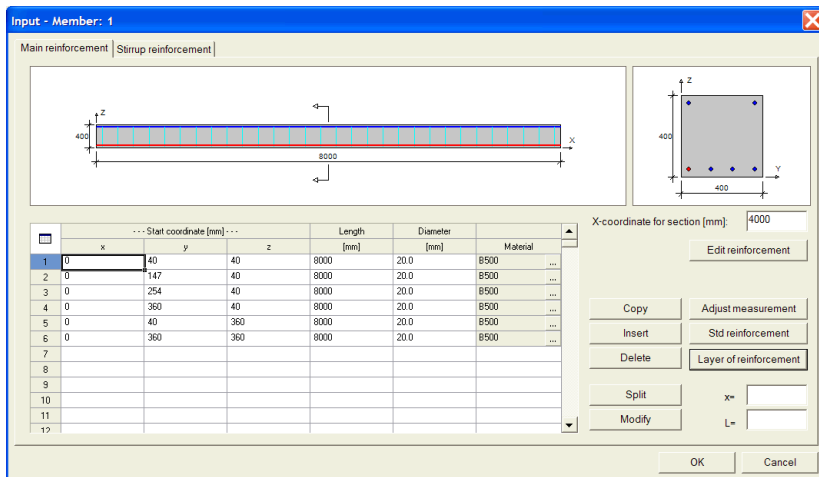 Input - Member: 1
Main reinforcement Stirrup reinforcement
Z
400
X
8000
Z
400
Y
400
X-coordinate for section [mm]: 4000
Edit reinforcement
- - - Start coordinate [mm] - - - Length Diameter
x y z [mm] [mm] Material
1 0 40 40 8000 20.0 B500 ...
2 0 147 40 8000 20.0 B500 ...
3 0 254 40 8000 20.0 B500 ...
4 0 360 40 8000 20.0 B500 ...
5 0 40 360 8000 20.0 B500 ...
6 0 360 360 8000 20.0 B500 ...
7
8
9
10
11
12
Copy Adjust measurement
Insert Std reinforcement
Delete Layer of reinforcement
Split x=
Modify L=
OK Cancel